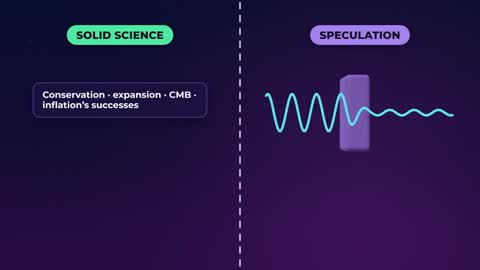 SOLID SCIENCE
SPECULATION
Conservation · expansion · CMB ·
inflation's successes